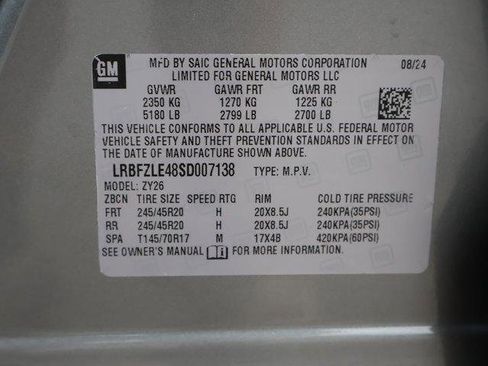 GM
MFD BY SAIC GENERAL MOTORS CORPORATION 08/24
LIMITED FOR GENERAL MOTORS LLC
GVWR GAWR FRT GAWR RR
2350 KG 1270 KG 1225 KG
5180 LB 2799 LB 2700 LB
THIS VEHICLE CONFORMS TO ALL APPLICABLE U.S. FEDERAL MOTOR
VEHICLE SAFETY AND THEFT PREVENTION STANDARDS IN EFFECT ON
THE DATE OF MANUFACTURE SHOWN ABOVE.
LRBFZLE48SD007138 TYPE: M.P.V.
MODEL: ZY26
ZBCN TIRE SIZE SPEED RTG RIM COLD TIRE PRESSURE
FRT 245/45R20 H 20X8.5J 240KPA(35PSI)
RR 245/45R20 H 20X8.5J 240KPA(35PSI)
SPA T145/70R17 M 17X4B 420KPA(60PSI)
SEE OWNER'S MANUAL i FOR MORE INFORMATION.